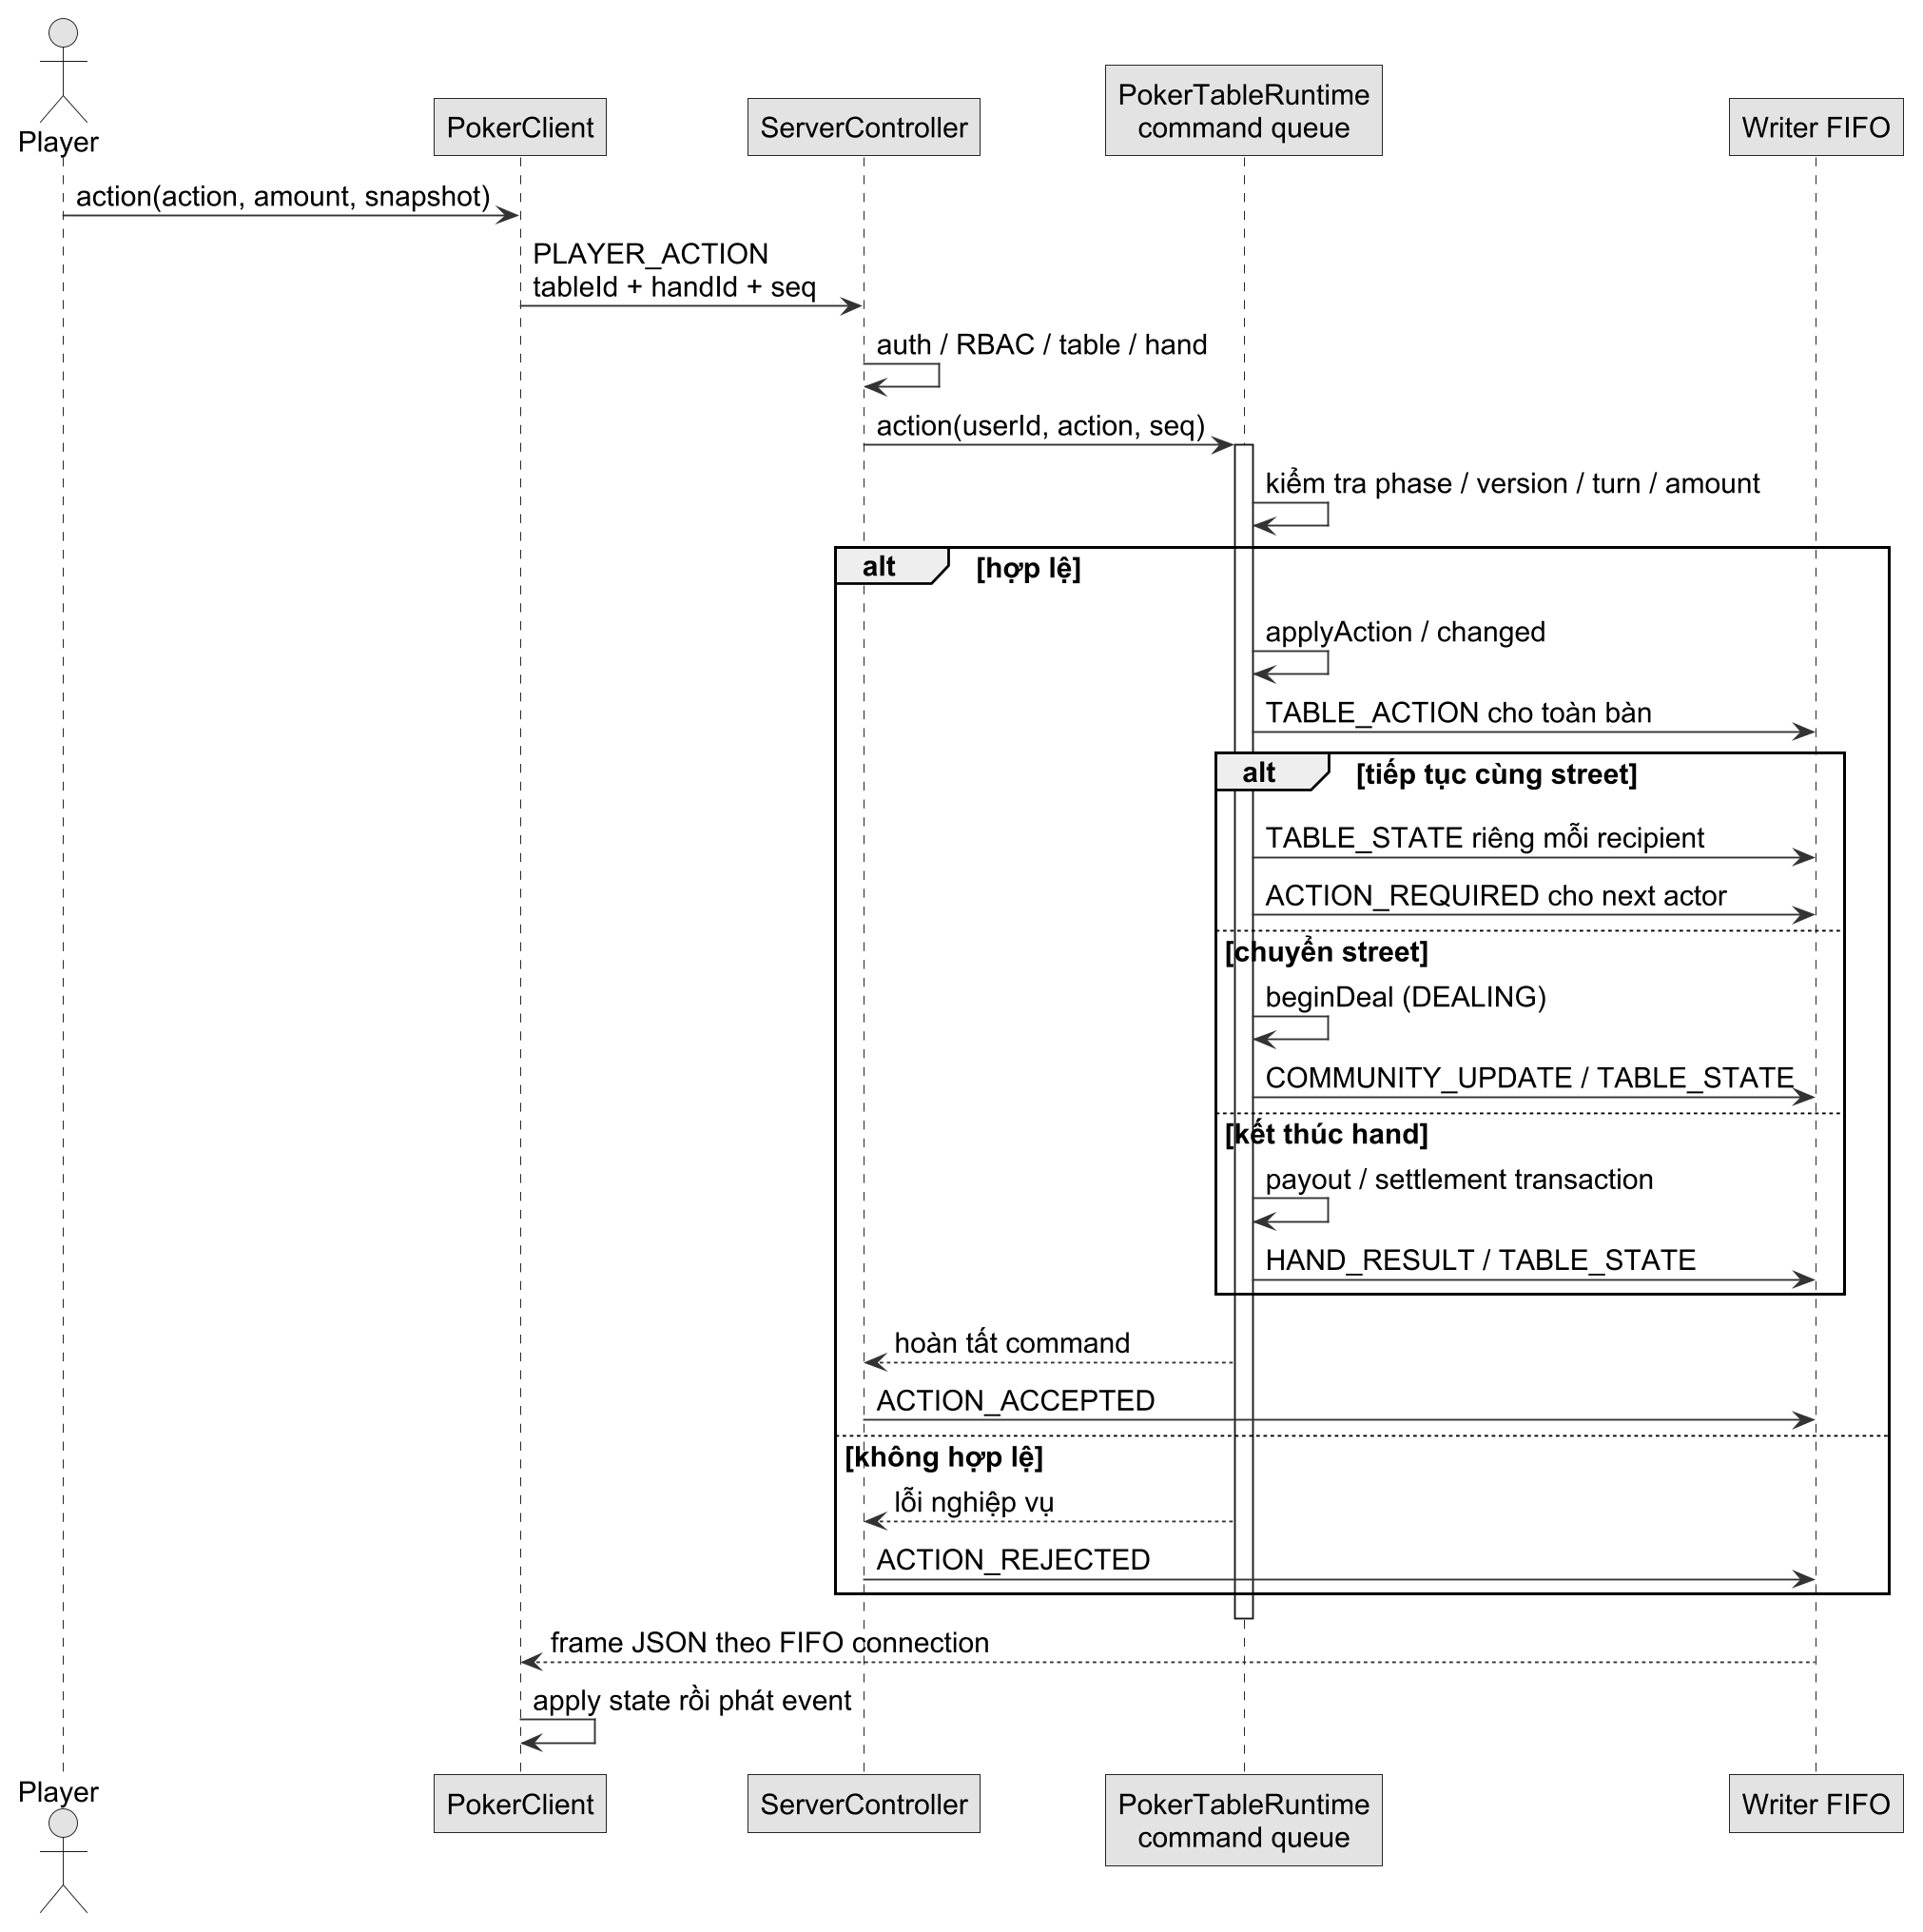 Player
PokerClient
ServerController
PokerTableRuntime
command queue
Writer FIFO
action(action, amount, snapshot)
PLAYER_ACTION
tableId + handId + seq
auth / RBAC / table / hand
action(userId, action, seq)
kiểm tra phase / version / turn / amount
alt [hợp lệ]
applyAction / changed
TABLE_ACTION cho toàn bàn
alt [tiếp tục cùng street]
TABLE_STATE riêng mỗi recipient
ACTION_REQUIRED cho next actor
[chuyển street]
beginDeal (DEALING)
COMMUNITY_UPDATE / TABLE_STATE
[kết thúc hand]
payout / settlement transaction
HAND_RESULT / TABLE_STATE
hoàn tất command
ACTION_ACCEPTED
[không hợp lệ]
lỗi nghiệp vụ
ACTION_REJECTED
frame JSON theo FIFO connection
apply state rồi phát event
Player
PokerClient
ServerController
PokerTableRuntime
command queue
Writer FIFO